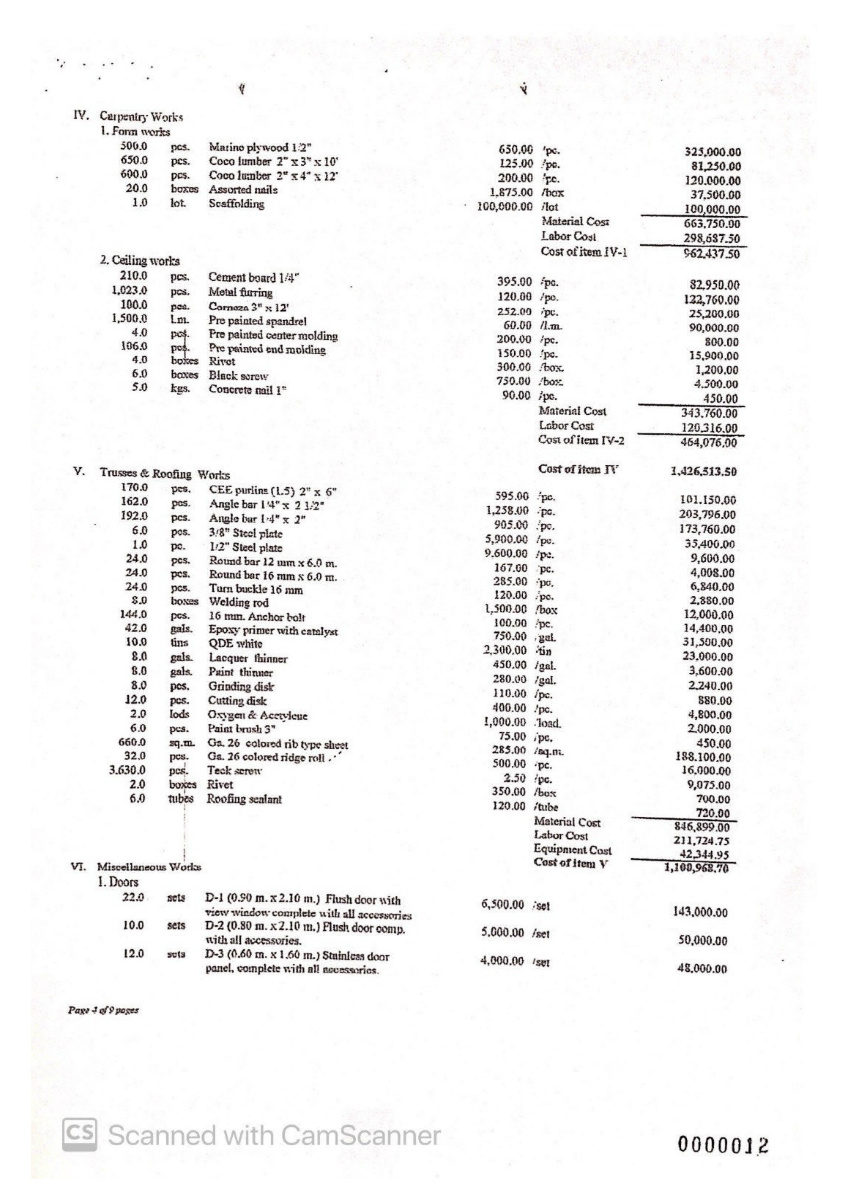 IV. Carpentry Works
1. Form works
500.0 pcs. Marine plywood 1/2" 650.00 /pc. 325,000.00
650.0 pcs. Coco lumber 2" x 3" x 10' 125.00 /pc. 81,250.00
600.0 pcs. Coco lumber 2" x 4" x 12' 200.00 /pc. 120.000.00
20.0 boxes Assorted nails 1,875.00 /box 37,500.00
1.0 lot. Scaffolding 100,000.00 /lot 100,000.00
Material Cost 663,750.00
Labor Cost 298,687.50
Cost of item IV-1 962,437.50
2. Ceiling works
210.0 pcs. Cement board 1/4" 395.00 /pc. 82,950.00
1,023.0 pcs. Metal furring 120.00 /pc. 122,760.00
100.0 pcs. Cornoza 3" x 12' 252.00 /pc. 25,200.00
1,500.0 l.m. Pre painted spandrel 60.00 /l.m. 90,000.00
4.0 pcs. Pre painted center molding 200.00 /pc. 800.00
106.0 pcs. Pre painted end molding 150.00 /pc. 15,900.00
4.0 boxes Rivet 300.00 /box. 1,200.00
6.0 boxes Black screw 750.00 /box. 4,500.00
5.0 kgs. Concrete nail 1" 90.00 /pc. 450.00
Material Cost 343.760.00
Labor Cost 120,316.00
Cost of item IV-2 464,076.00
Cost of item IV 1,426,513.50
V. Trusses & Roofing Works
170.0 pcs. CEE purlins (1.5) 2" x 6" 595.00 /pc. 101.150.00
162.0 pcs. Angle bar 1/4" x 2 1/2" 1,258.00 /pc. 203,796.00
192.0 pcs. Angle bar 1/4" x 2" 905.00 /pc. 173,760.00
6.0 pcs. 3/8" Steel plate 5,900.00 /pc. 35,400.00
1.0 pc. 1/2" Steel plate 9.600.00 /pc. 9,600.00
24.0 pcs. Round bar 12 mm x 6.0 m. 167.00 /pc. 4,008.00
24.0 pcs. Round bar 16 mm x 6.0 m. 285.00 /pc. 6,840.00
24.0 pcs. Turn buckle 16 mm 120.00 /pc. 2,880.00
8.0 boxes Welding rod 1,500.00 /box 12,000.00
144.0 pcs. 16 mm. Anchor bolt 100.00 /pc. 14,400.00
42.0 gals. Epoxy primer with catalyst 750.00 /gal. 31,500.00
10.0 tins QDE white 2,300.00 /tin 23.000.00
8.0 gals. Lacquer thinner 450.00 /gal. 3,600.00
8.0 gals. Paint thinner 280.00 /gal. 2,240.00
8.0 pcs. Grinding disk 110.00 /pc. 880.00
12.0 pcs. Cutting disk 400.00 /pc. 4,800.00
2.0 lods Oxygen & Acetylene 1,000.00 /load. 2,000.00
6.0 pcs. Paint brush 3" 75.00 /pc. 450.00
660.0 sq.m. Ga. 26 colored rib type sheet 285.00 /sq.m. 188.100.00
32.0 pcs. Ga. 26 colored ridge roll 500.00 /pc. 16,000.00
3.630.0 pcs. Teck screw 2.50 /pc. 9,075.00
2.0 boxes Rivet 350.00 /box 700.00
6.0 tubes Roofing sealant 120.00 /tube 720.00
Material Cost 846,899.00
Labor Cost 211,724.75
Equipment Cost 42,344.95
Cost of Item V 1,100,968.70
VI. Miscellaneous Works
1. Doors
22.0 sets D-1 (0.90 m. x 2.10 m.) Flush door with 6,500.00 /set 143,000.00
view window complete with all accessories
10.0 sets D-2 (0.80 m. x 2.10 m.) Flush door comp. 5,000.00 /set 50,000.00
with all accessories.
12.0 sets D-3 (0.60 m. x 1.60 m.) Stainless door 4,000.00 /set 48.000.00
panel, complete with all accessories.
Page 4 of 9 pages
CS Scanned with CamScanner
0000012